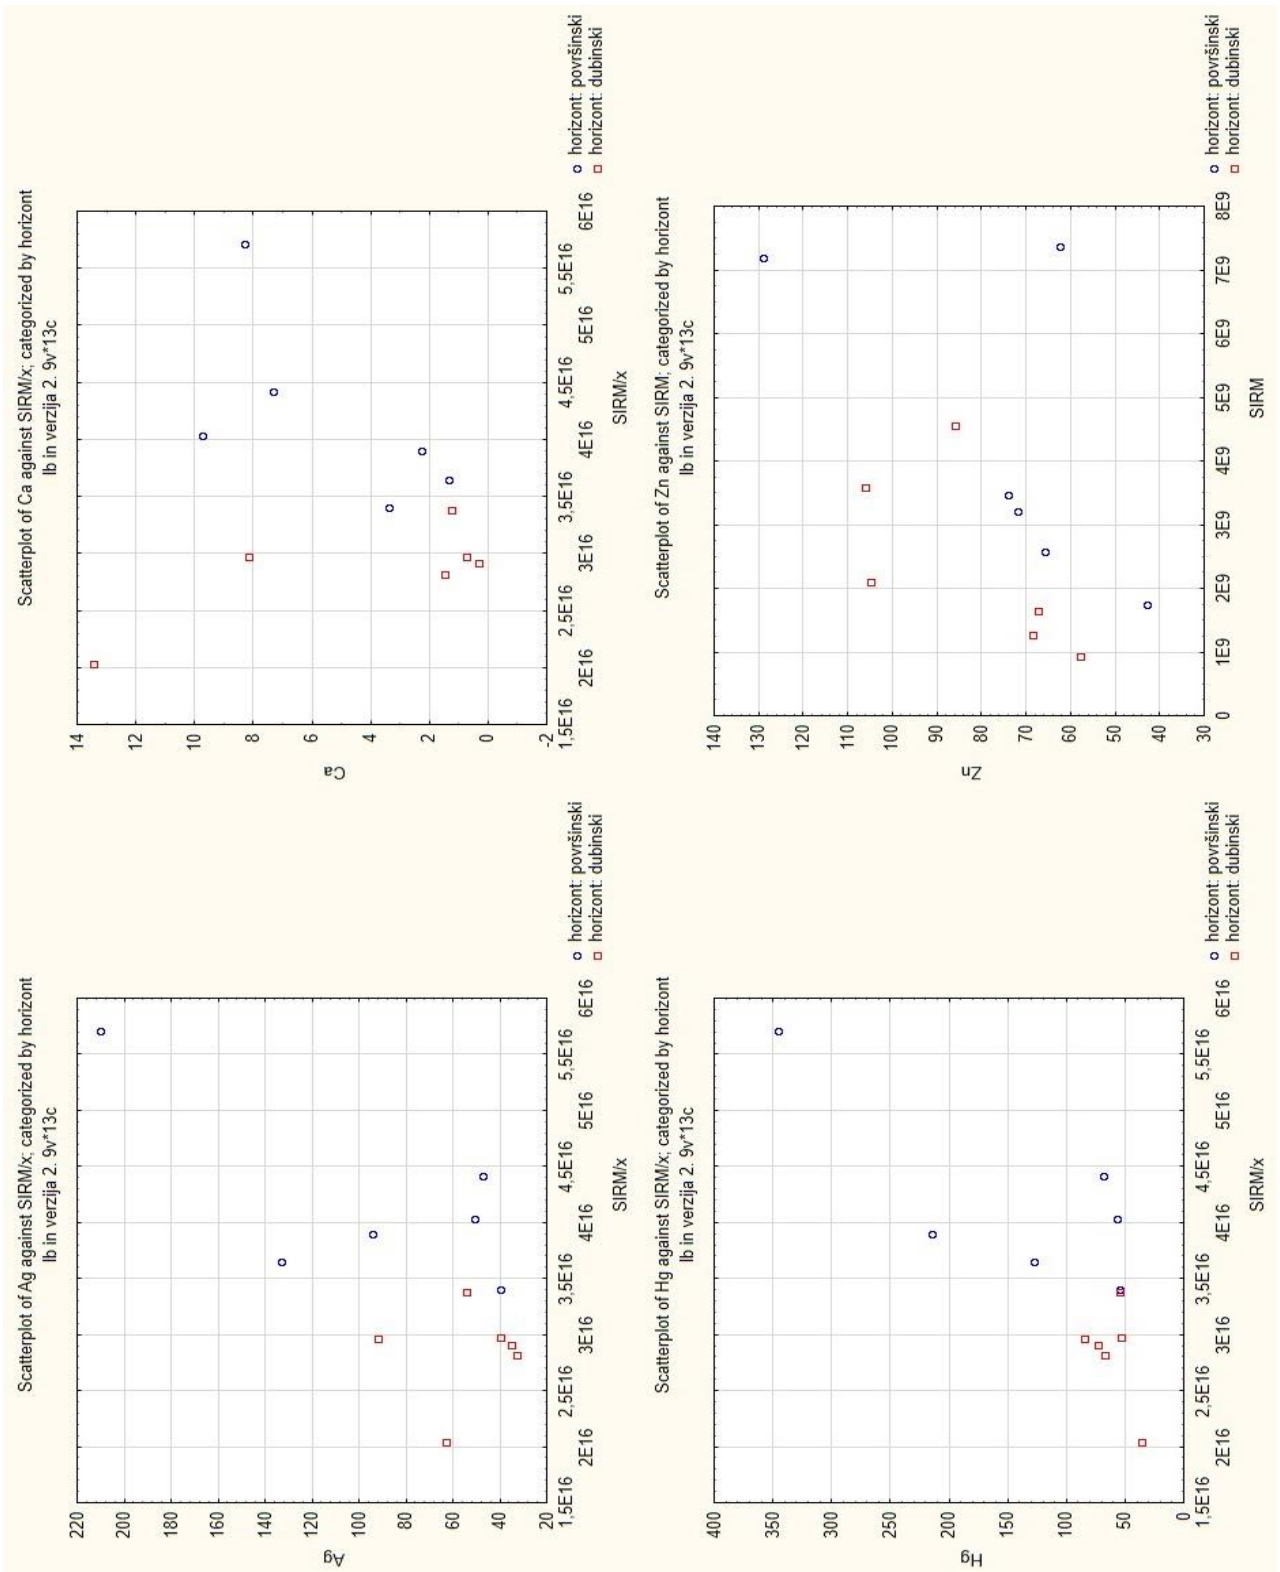 Scatterplot of Ag against SIRM/x; categorized by horizont
lb in verzija 2. 9v*13c
220
200
180
160
140
120
100
80
60
40
20
Ag
1,5E16 2E16 2,5E16 3E16 3,5E16 4E16 4,5E16 5E16 5,5E16 6E16
SIRM/x
horizont: površinski
horizont: dubinski
Scatterplot of Ca against SIRM/x; categorized by horizont
lb in verzija 2. 9v*13c
14
12
10
8
6
4
2
0
-2
Ca
1,5E16 2E16 2,5E16 3E16 3,5E16 4E16 4,5E16 5E16 5,5E16 6E16
SIRM/x
horizont: površinski
horizont: dubinski
Scatterplot of Hg against SIRM/x; categorized by horizont
lb in verzija 2. 9v*13c
400
350
300
250
200
150
100
50
0
Hg
1,5E16 2E16 2,5E16 3E16 3,5E16 4E16 4,5E16 5E16 5,5E16 6E16
SIRM/x
horizont: površinski
horizont: dubinski
Scatterplot of Zn against SIRM; categorized by horizont
lb in verzija 2. 9v*13c
140
130
120
110
100
90
80
70
60
50
40
30
Zn
0 1E9 2E9 3E9 4E9 5E9 6E9 7E9 8E9
SIRM
horizont: površinski
horizont: dubinski